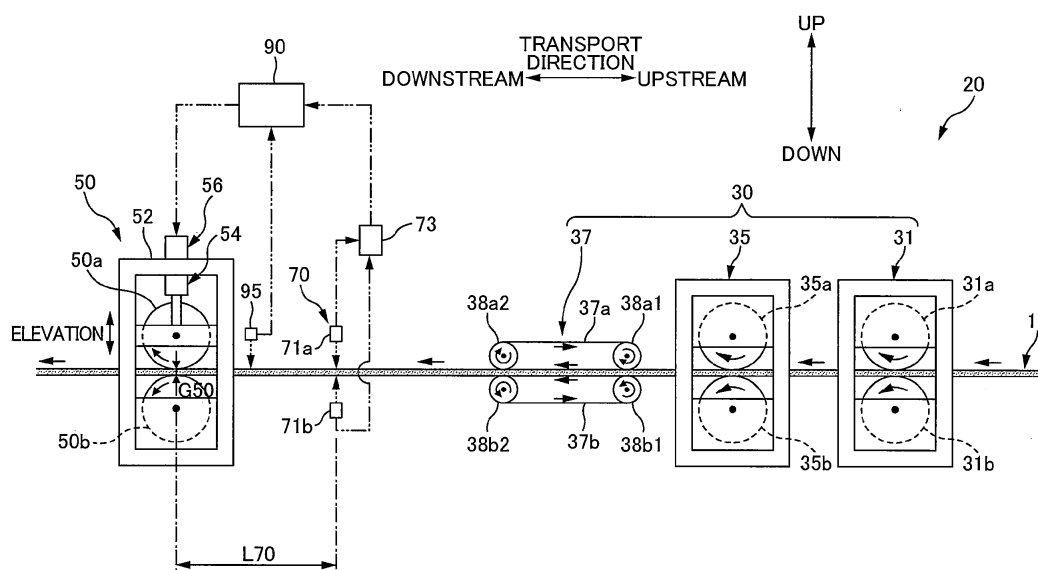 90
TRANSPORT
DIRECTION
DOWNSTREAM
UPSTREAM
UP
DOWN
20
50
52
56
54
50a
95
70
73
71a
71b
ELEVATION
G50
50b
L70
30
37
35
31
38a2
37a
38a1
38b2
37b
38b1
35a
35b
31a
31b
1